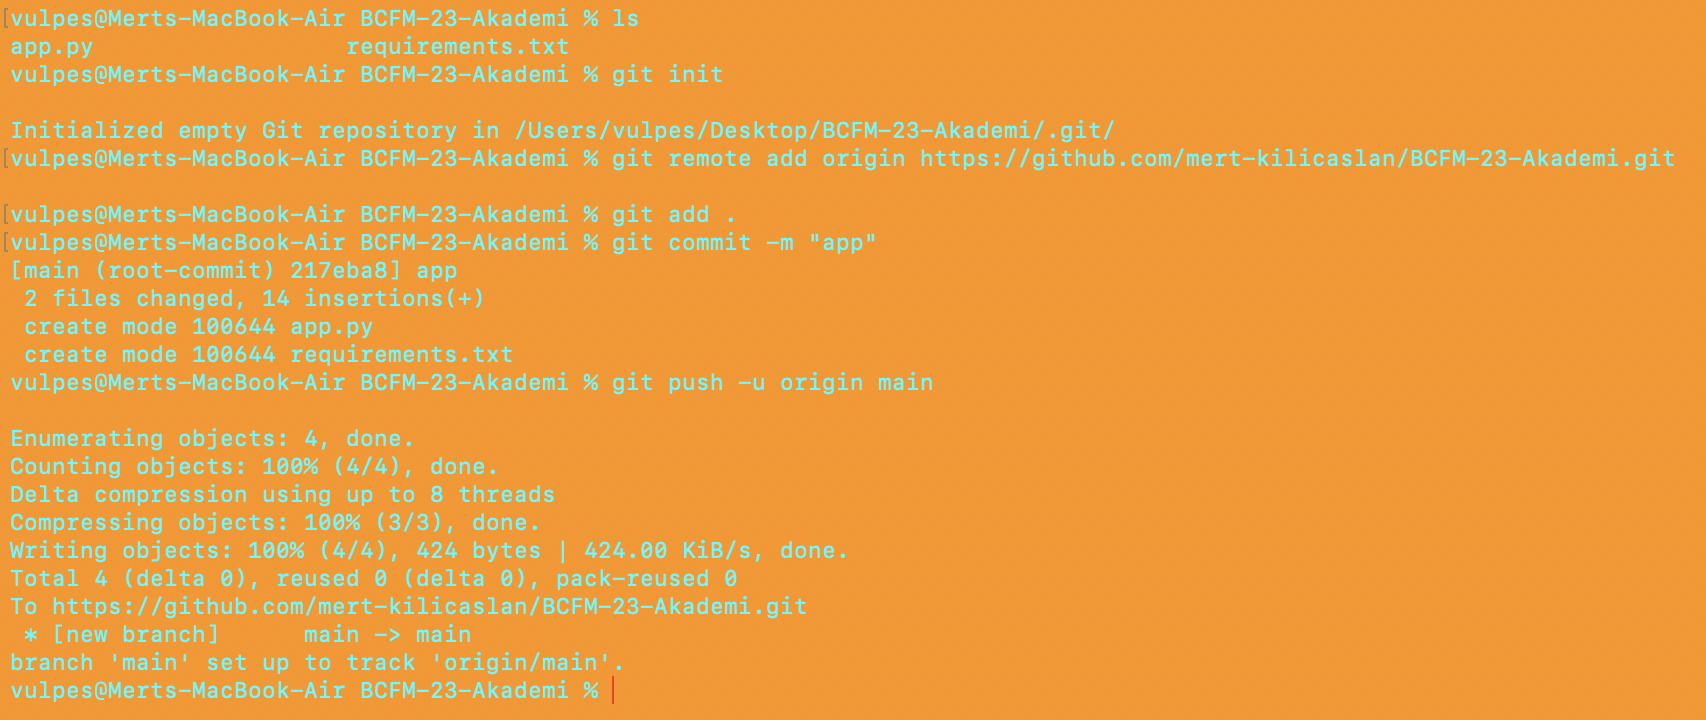 [vulpes@Merts-MacBook-Air BCFM-23-Akademi % ls
app.py                  requirements.txt
vulpes@Merts-MacBook-Air BCFM-23-Akademi % git init
Initialized empty Git repository in /Users/vulpes/Desktop/BCFM-23-Akademi/.git/
[vulpes@Merts-MacBook-Air BCFM-23-Akademi % git remote add origin https://github.com/mert-kilicaslan/BCFM-23-Akademi.git
[vulpes@Merts-MacBook-Air BCFM-23-Akademi % git add .
[vulpes@Merts-MacBook-Air BCFM-23-Akademi % git commit -m "app"
[main (root-commit) 217eba8] app
 2 files changed, 14 insertions(+)
 create mode 100644 app.py
 create mode 100644 requirements.txt
vulpes@Merts-MacBook-Air BCFM-23-Akademi % git push -u origin main
Enumerating objects: 4, done.
Counting objects: 100% (4/4), done.
Delta compression using up to 8 threads
Compressing objects: 100% (3/3), done.
Writing objects: 100% (4/4), 424 bytes | 424.00 KiB/s, done.
Total 4 (delta 0), reused 0 (delta 0), pack-reused 0
To https://github.com/mert-kilicaslan/BCFM-23-Akademi.git
 * [new branch]      main -> main
branch 'main' set up to track 'origin/main'.
vulpes@Merts-MacBook-Air BCFM-23-Akademi %